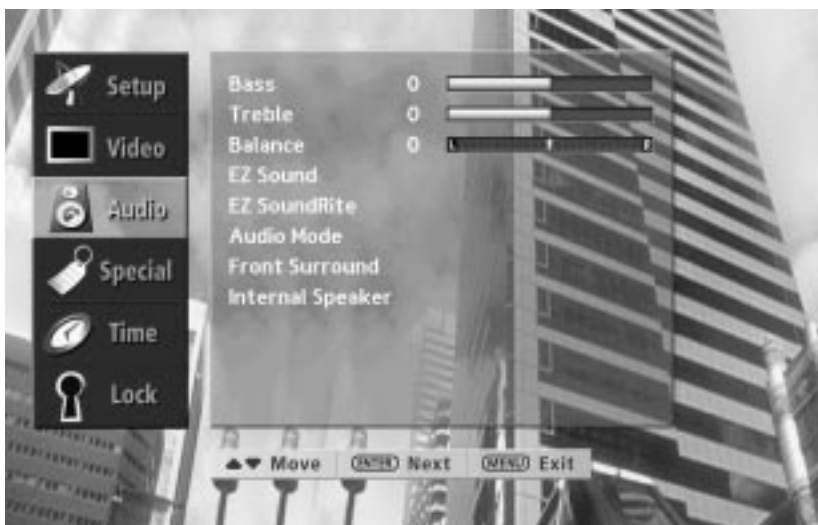 Setup
Video
Audio
Special
Time
Lock
Bass 0
Treble 0
Balance 0 L R
EZ Sound
EZ SoundRite
Audio Mode
Front Surround
Internal Speaker
▲▼ Move ENTER Next MENU Exit